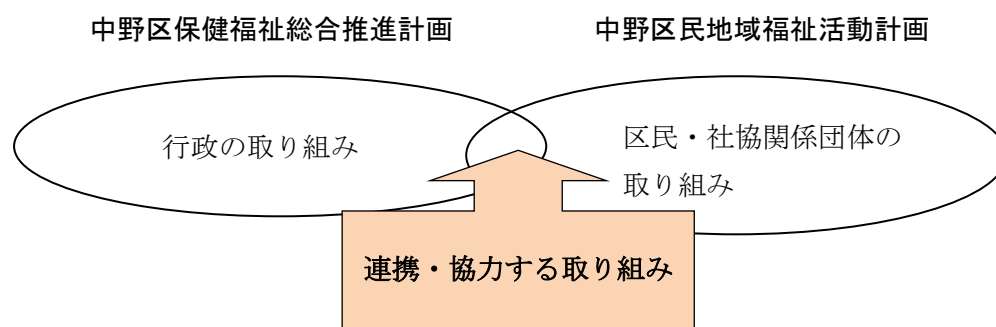 中野区保健福祉総合推進計画
中野区民地域福祉活動計画
行政の取り組み
区民・社協関係団体の
取り組み
連携・協力する取り組み